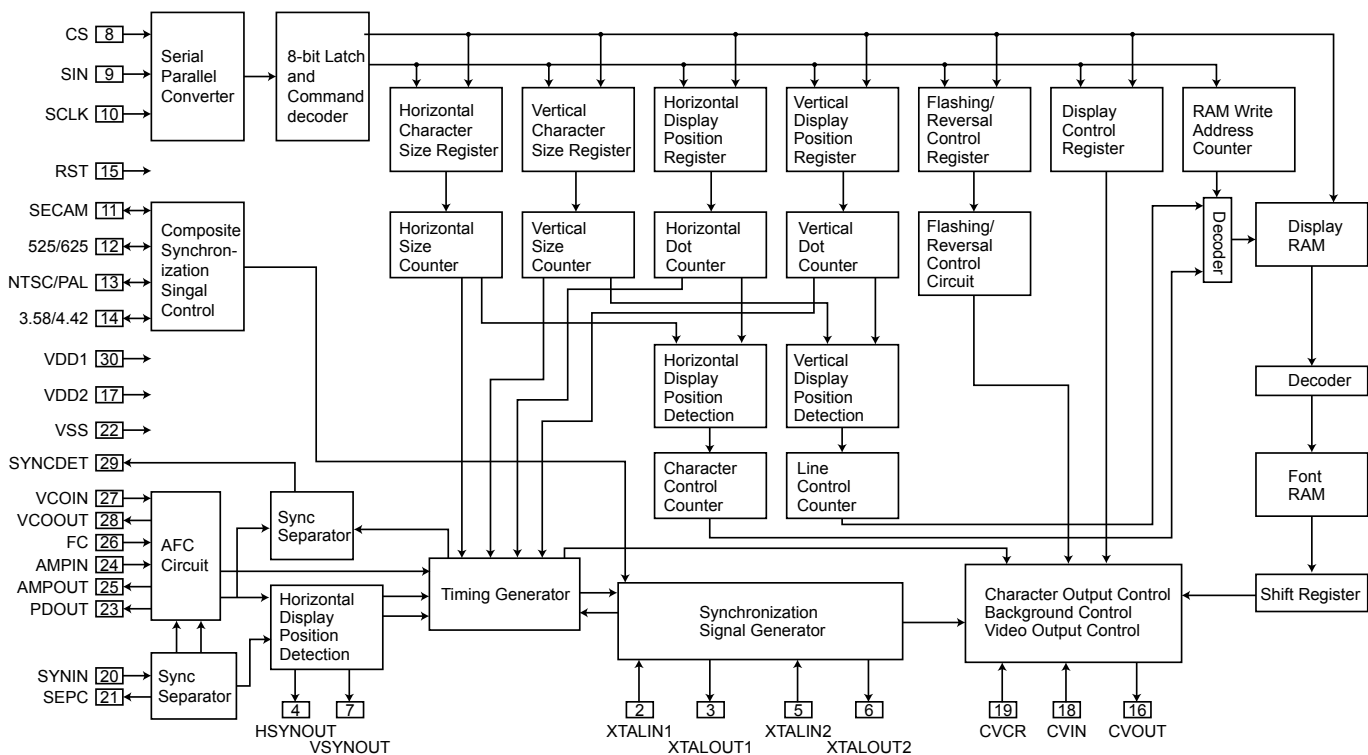 CS 8
SIN 9
SCLK 10
RST 15
SECAM 11
525/625 12
NTSC/PAL 13
3.58/4.42 14
VDD1 30
VDD2 17
VSS 22
SYNCDET 29
VCOIN 27
VCOOUT 28
FC 26
AMPIN 24
AMPOUT 25
PDOUT 23
SYNIN 20
SEPC 21
Serial
Parallel
Converter
8-bit Latch
and
Command
decoder
Horizontal
Character
Size Register
Vertical
Character
Size Register
Horizontal
Display
Position
Register
Vertical
Display
Position
Register
Flashing/
Reversal
Control
Register
Display
Control
Register
RAM Write
Address
Counter
Composite
Synchron-
ization
Singal
Control
Horizontal
Size
Counter
Vertical
Size
Counter
Horizontal
Dot
Counter
Vertical
Dot
Counter
Flashing/
Reversal
Control
Circuit
Decoder
Display
RAM
Horizontal
Display
Position
Detection
Vertical
Display
Position
Detection
Decoder
Character
Control
Counter
Line
Control
Counter
Font
RAM
AFC
Circuit
Sync
Separator
Timing Generator
Horizontal
Display
Position
Detection
Synchronization
Signal Generator
Character Output Control
Background Control
Video Output Control
Shift Register
Sync
Separator
4
HSYNOUT
7
VSYNOUT
2
XTALIN1
3
XTALOUT1
5
XTALIN2
6
XTALOUT2
19
CVCR
18
CVIN
16
CVOUT